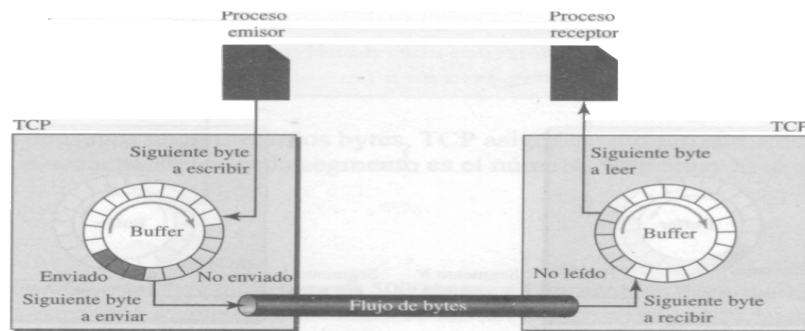 Proceso
emisor
Proceso
receptor
TCP
TCP
Siguiente byte
a escribir
Siguiente byte
a leer
Buffer
Buffer
Enviado
No enviado
No leído
Siguiente byte
a enviar
Flujo de bytes
Siguiente byte
a recibir